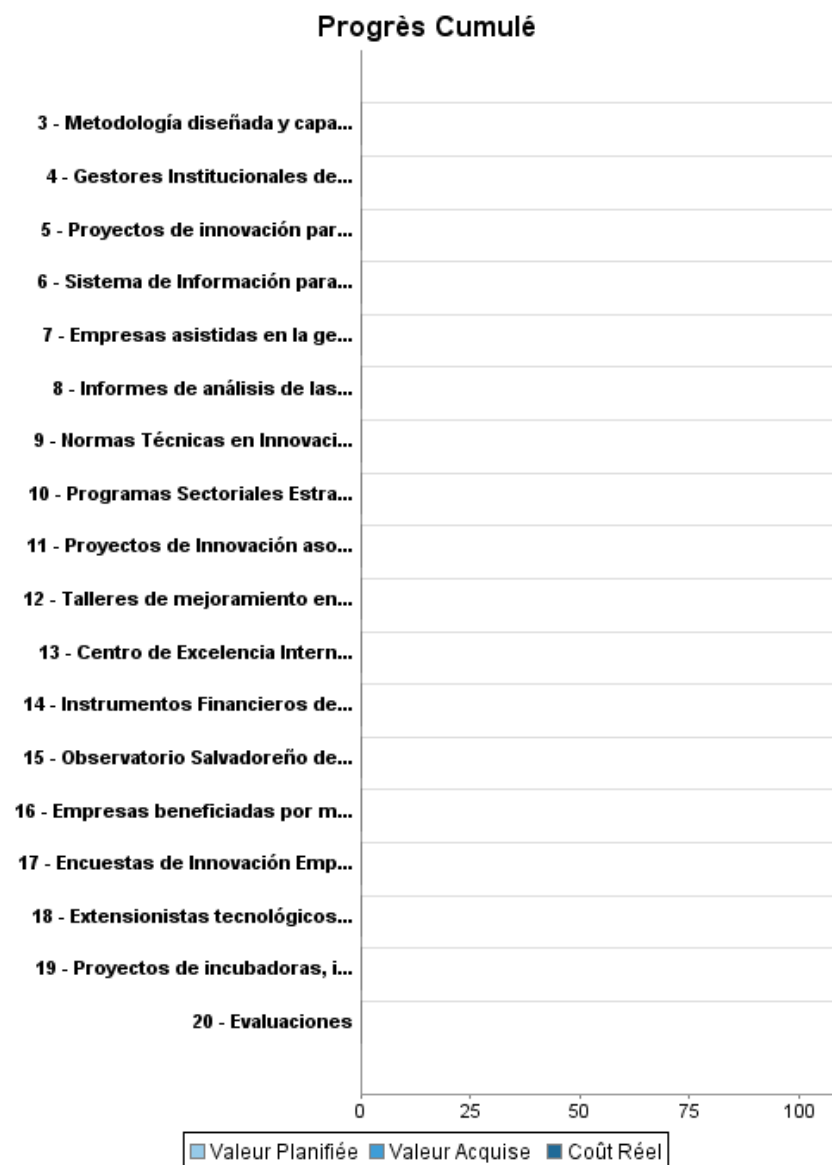 Progrès Cumulé
3 - Metodología diseñada y capa...
4 - Gestores Institucionales de...
5 - Proyectos de innovación par...
6 - Sistema de Información para...
7 - Empresas asistidas en la ge...
8 - Informes de análisis de las...
9 - Normas Técnicas en Innovaci...
10 - Programas Sectoriales Estra...
11 - Proyectos de Innovación aso...
12 - Talleres de mejoramiento en...
13 - Centro de Excelencia Intern...
14 - Instrumentos Financieros de...
15 - Observatorio Salvadoreño de...
16 - Empresas beneficiadas por m...
17 - Encuestas de Innovación Emp...
18 - Extensionistas tecnológicos...
19 - Proyectos de incubadoras, i...
20 - Evaluaciones
0 25 50 75 100
Valeur Planifiée Valeur Acquise Coût Réel